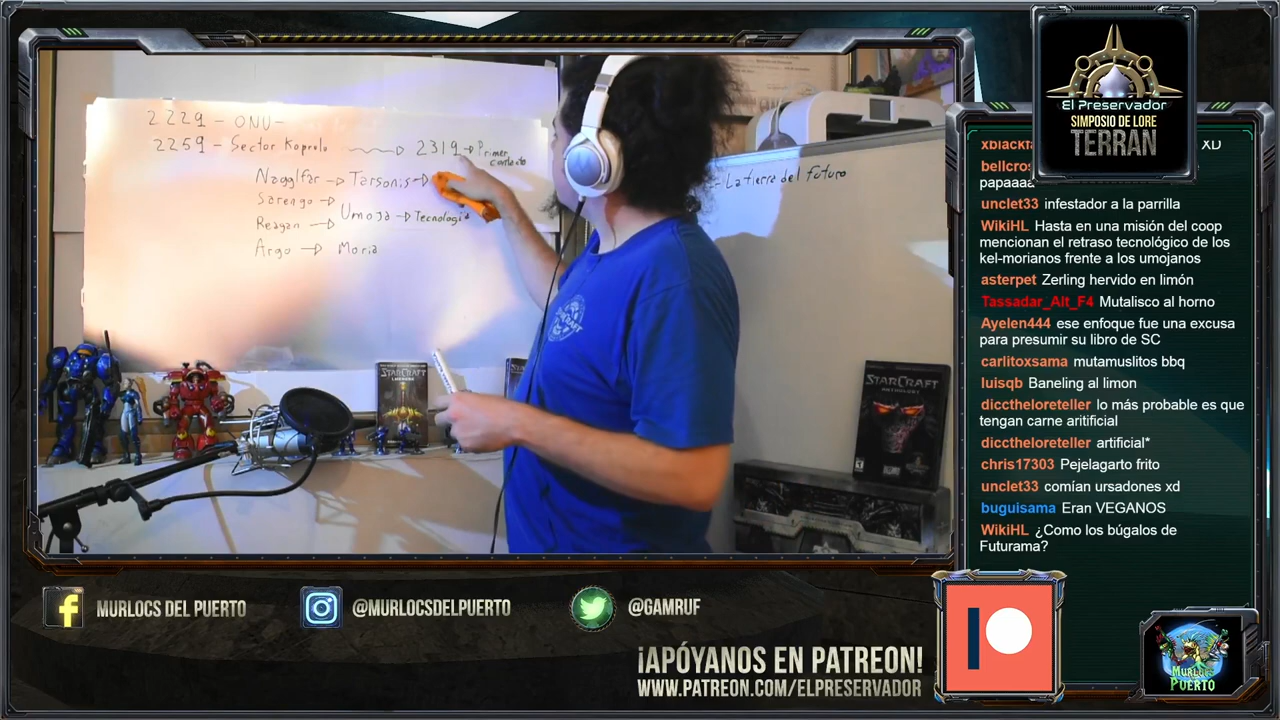 2229 - ONU -
2259 - Sector Koprolu → 2319 → Primer contacto
Nagglfar → Tarsonis →
Sarengo →
Reagan → Umoja → Tecnología
Argo → Moria
- La tierra del futuro
STARCRAFT
STARCRAFT
ANTHOLOGY
El Preservador
SIMPOSIO DE LORE
TERRAN
XD
bellcros
papaaaa
unclet33 infestador a la parrilla
WikiHL Hasta en una misión del coop
mencionan el retraso tecnológico de los
kel-morianos frente a los umojanos
asterpet Zerling hervido en limón
Tassadar_Alt_F4 Mutalisco al horno
Ayelen444 ese enfoque fue una excusa
para presumir su libro de SC
carlitoxsama mutamuslitos bbq
luisqb Baneling al limon
dicctheloreteller lo más probable es que
tengan carne aritificial
dicctheloreteller artificial*
chris17303 Pejelagarto frito
unclet33 comían ursadones xd
buguisama Eran VEGANOS
WikiHL ¿Como los búgalos de
Futurama?
MURLOCS DEL PUERTO
@MURLOCSDELPUERTO
@GAMRUF
¡APÓYANOS EN PATREON!
WWW.PATREON.COM/ELPRESERVADOR
MURLOCS
PUERTO